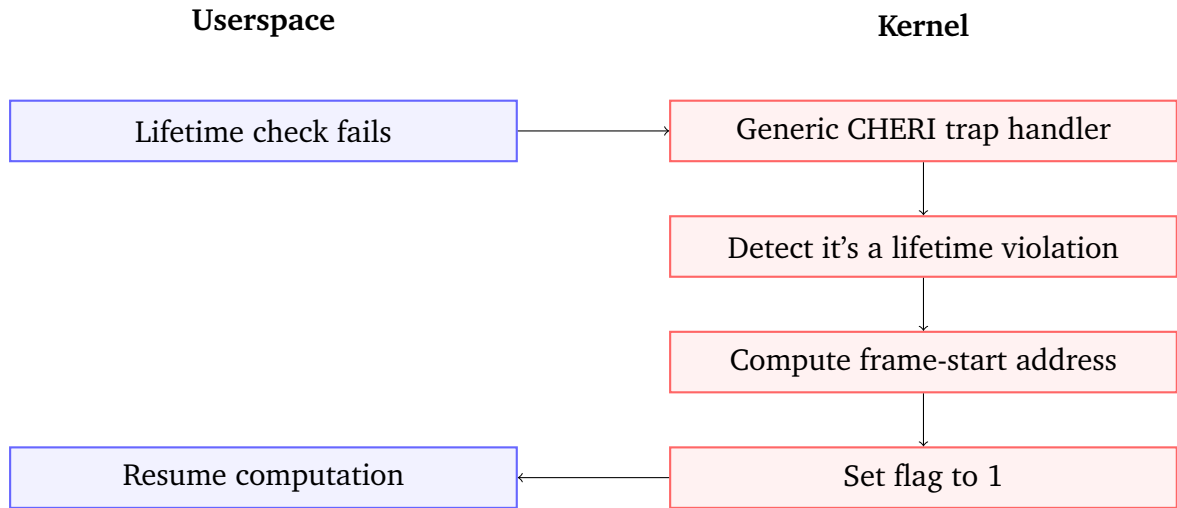 Userspace
Kernel
Lifetime check fails
Generic CHERI trap handler
Detect it’s a lifetime violation
Compute frame-start address
Resume computation
Set flag to 1